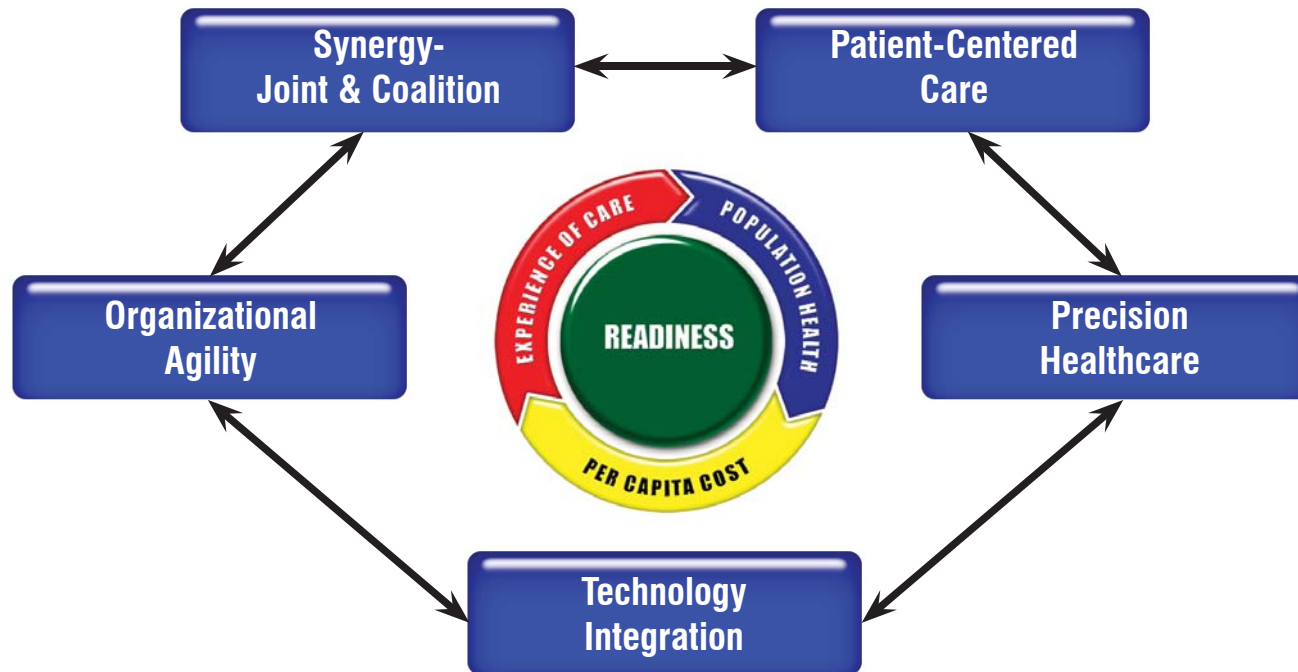 Synergy-
Joint & Coalition
Patient-Centered
Care
EXPERIENCE OF CARE
POPULATION HEALTH
Organizational
Agility
READINESS
Precision
Healthcare
PER CAPITA COST
Technology
Integration